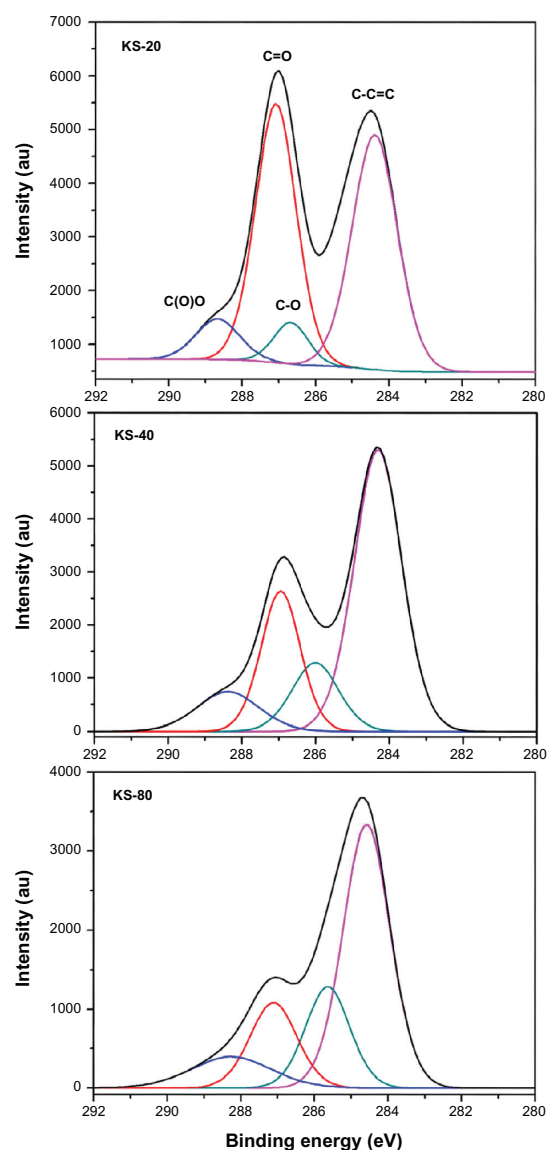 7000
KS-20
C=O
6000
C-C=C
5000
4000
3000
2000
C(O)O
C-O
1000
Intensity (au)
292 290 288 286 284 282 280
6000
KS-40
5000
4000
3000
2000
1000
0
Intensity (au)
292 290 288 286 284 282 280
4000
KS-80
3000
2000
1000
0
Intensity (au)
292 290 288 286 284 282 280
Binding energy (eV)